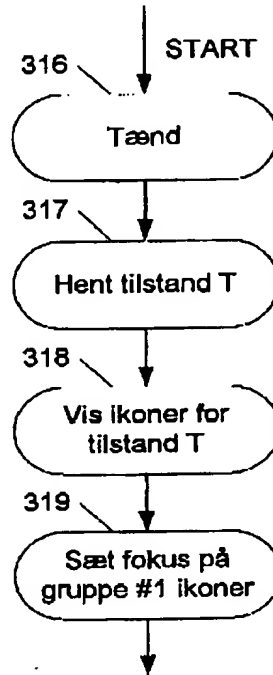 START
316
Tænd
317
Hent tilstand T
318
Vis ikoner for
tilstand T
319
Sæt fokus på
gruppe #1 ikoner